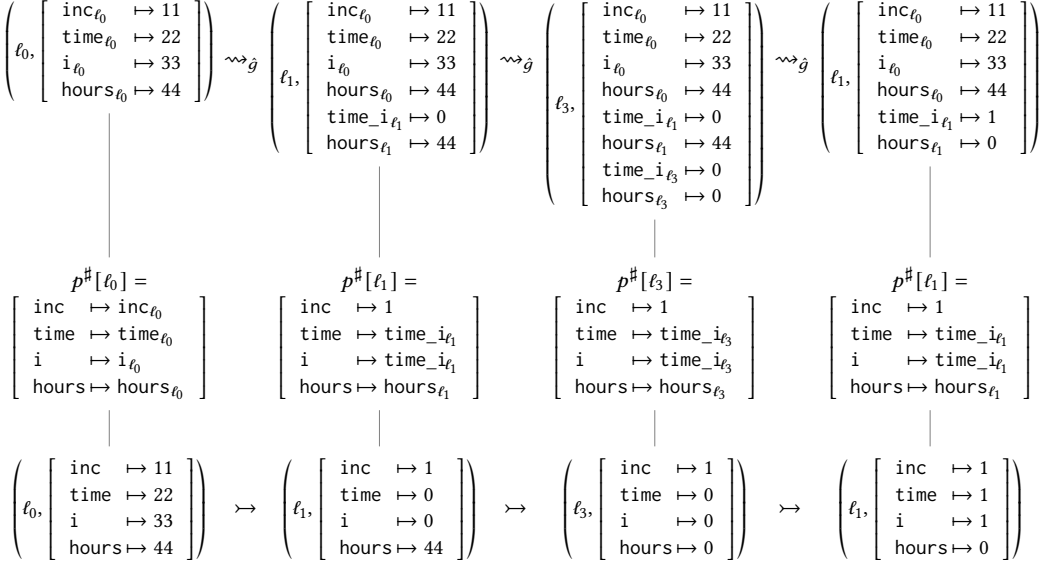 (ℓ₀, [inc_ℓ₀ ↦ 11
time_ℓ₀ ↦ 22
i_ℓ₀ ↦ 33
hours_ℓ₀ ↦ 44])
⇝_ĝ
(ℓ₁, [inc_ℓ₀ ↦ 11
time_ℓ₀ ↦ 22
i_ℓ₀ ↦ 33
hours_ℓ₀ ↦ 44
time_i_ℓ₁ ↦ 0
hours_ℓ₁ ↦ 44])
⇝_ĝ
(ℓ₃, [inc_ℓ₀ ↦ 11
time_ℓ₀ ↦ 22
i_ℓ₀ ↦ 33
hours_ℓ₀ ↦ 44
time_i_ℓ₁ ↦ 0
hours_ℓ₁ ↦ 44
time_i_ℓ₃ ↦ 0
hours_ℓ₃ ↦ 0])
⇝_ĝ
(ℓ₁, [inc_ℓ₀ ↦ 11
time_ℓ₀ ↦ 22
i_ℓ₀ ↦ 33
hours_ℓ₀ ↦ 44
time_i_ℓ₁ ↦ 1
hours_ℓ₁ ↦ 0])
p♯[ℓ₀] =
[inc ↦ inc_ℓ₀
time ↦ time_ℓ₀
i ↦ i_ℓ₀
hours ↦ hours_ℓ₀]
p♯[ℓ₁] =
[inc ↦ 1
time ↦ time_i_ℓ₁
i ↦ time_i_ℓ₁
hours ↦ hours_ℓ₁]
p♯[ℓ₃] =
[inc ↦ 1
time ↦ time_i_ℓ₃
i ↦ time_i_ℓ₃
hours ↦ hours_ℓ₃]
p♯[ℓ₁] =
[inc ↦ 1
time ↦ time_i_ℓ₁
i ↦ time_i_ℓ₁
hours ↦ hours_ℓ₁]
(ℓ₀, [inc ↦ 11
time ↦ 22
i ↦ 33
hours ↦ 44])
↣
(ℓ₁, [inc ↦ 1
time ↦ 0
i ↦ 0
hours ↦ 44])
↣
(ℓ₃, [inc ↦ 1
time ↦ 0
i ↦ 0
hours ↦ 0])
↣
(ℓ₁, [inc ↦ 1
time ↦ 1
i ↦ 1
hours ↦ 0])